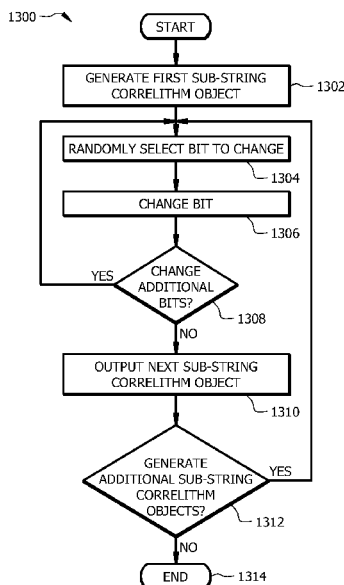 1300
START
GENERATE FIRST SUB-STRING
CORRELITHM OBJECT
1302
RANDOMLY SELECT BIT TO CHANGE
1304
CHANGE BIT
1306
YES
CHANGE
ADDITIONAL
BITS?
1308
NO
OUTPUT NEXT SUB-STRING
CORRELITHM OBJECT
1310
GENERATE
ADDITIONAL SUB-STRING
CORRELITHM
OBJECTS?
YES
1312
NO
END
1314